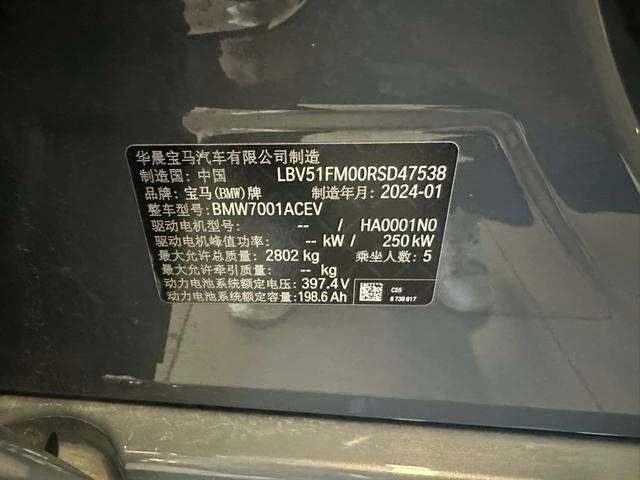 华晨宝马汽车有限公司制造
制造国: 中国 LBV51FM00RSD47538
品牌: 宝马(BMW)牌 制造年月: 2024-01
整车型号: BMW7001ACEV
驱动电机型号: -- / HA0001N0
驱动电机峰值功率: -- kW / 250 kW
最大允许总质量: 2802 kg 乘坐人数: 5
最大允许牵引质量: -- kg
动力电池系统额定电压: 397.4V
动力电池系统额定容量: 198.6 Ah
C55
8 738 817